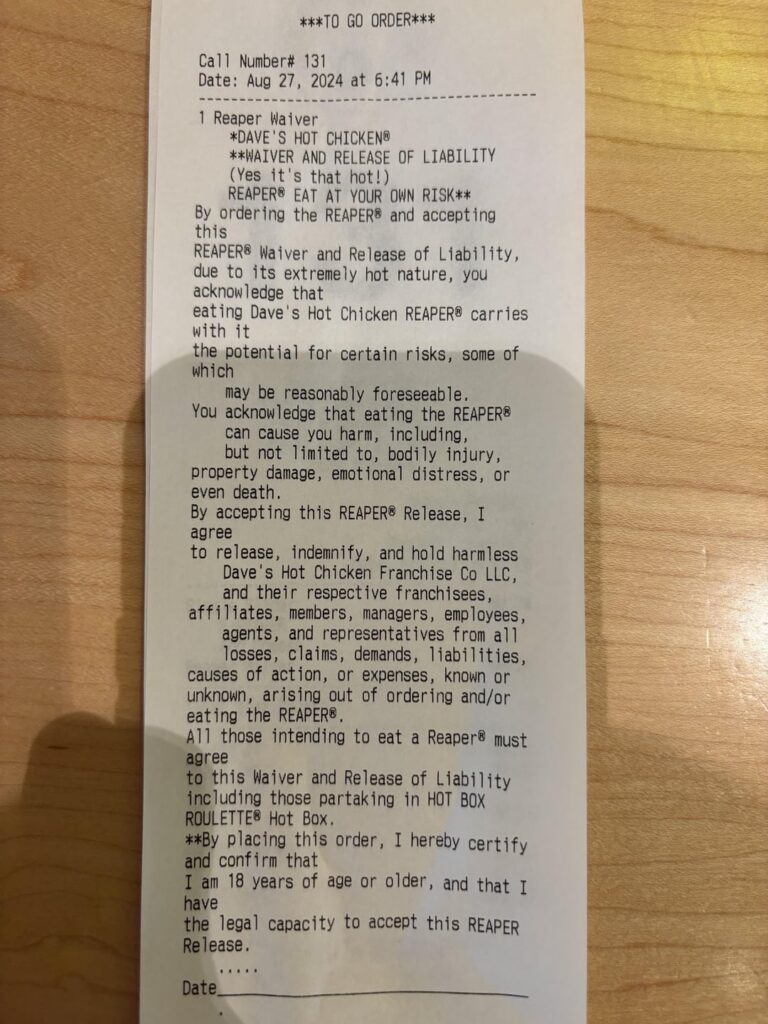 ***TO GO ORDER***
Call Number# 131
Date: Aug 27, 2024 at 6:41 PM
----------------------------------------
1 Reaper Waiver
*DAVE'S HOT CHICKEN®
**WAIVER AND RELEASE OF LIABILITY
(Yes it's that hot!)
REAPER® EAT AT YOUR OWN RISK**
By ordering the REAPER® and accepting
this
REAPER® Waiver and Release of Liability,
due to its extremely hot nature, you
acknowledge that
eating Dave's Hot Chicken REAPER® carries
with it
the potential for certain risks, some of
which
may be reasonably foreseeable.
You acknowledge that eating the REAPER®
can cause you harm, including,
but not limited to, bodily injury,
property damage, emotional distress, or
even death.
By accepting this REAPER® Release, I
agree
to release, indemnify, and hold harmless
Dave's Hot Chicken Franchise Co LLC,
and their respective franchisees,
affiliates, members, managers, employees,
agents, and representatives from all
losses, claims, demands, liabilities,
causes of action, or expenses, known or
unknown, arising out of ordering and/or
eating the REAPER®.
All those intending to eat a Reaper® must
agree
to this Waiver and Release of Liability
including those partaking in HOT BOX
ROULETTE® Hot Box.
**By placing this order, I hereby certify
and confirm that
I am 18 years of age or older, and that I
have
the legal capacity to accept this REAPER
Release.
.....
Date______________________________
.